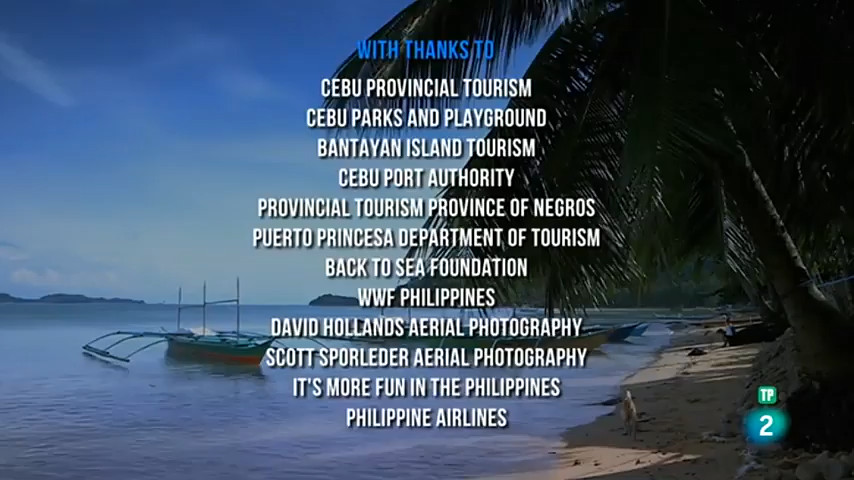 WITH THANKS TO
CEBU PROVINCIAL TOURISM
CEBU PARKS AND PLAYGROUND
BANTAYAN ISLAND TOURISM
CEBU PORT AUTHORITY
PROVINCIAL TOURISM PROVINCE OF NEGROS
PUERTO PRINCESA DEPARTMENT OF TOURISM
BACK TO SEA FOUNDATION
WWF PHILIPPINES
DAVID HOLLANDS AERIAL PHOTOGRAPHY
SCOTT SPORLEDER AERIAL PHOTOGRAPHY
IT'S MORE FUN IN THE PHILIPPINES
PHILIPPINE AIRLINES
TP
2